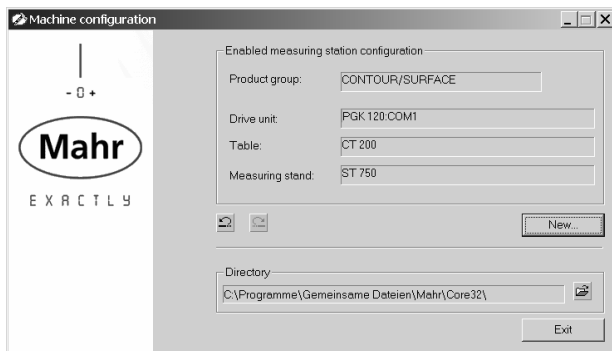 Machine configuration
- 0 +
Mahr
EXACTLY
Enabled measuring station configuration
Product group: CONTOUR/SURFACE
Drive unit: PGK 120:COM1
Table: CT 200
Measuring stand: ST 750
New...
Directory
C:\Programme\Gemeinsame Dateien\Mahr\Core32\
Exit